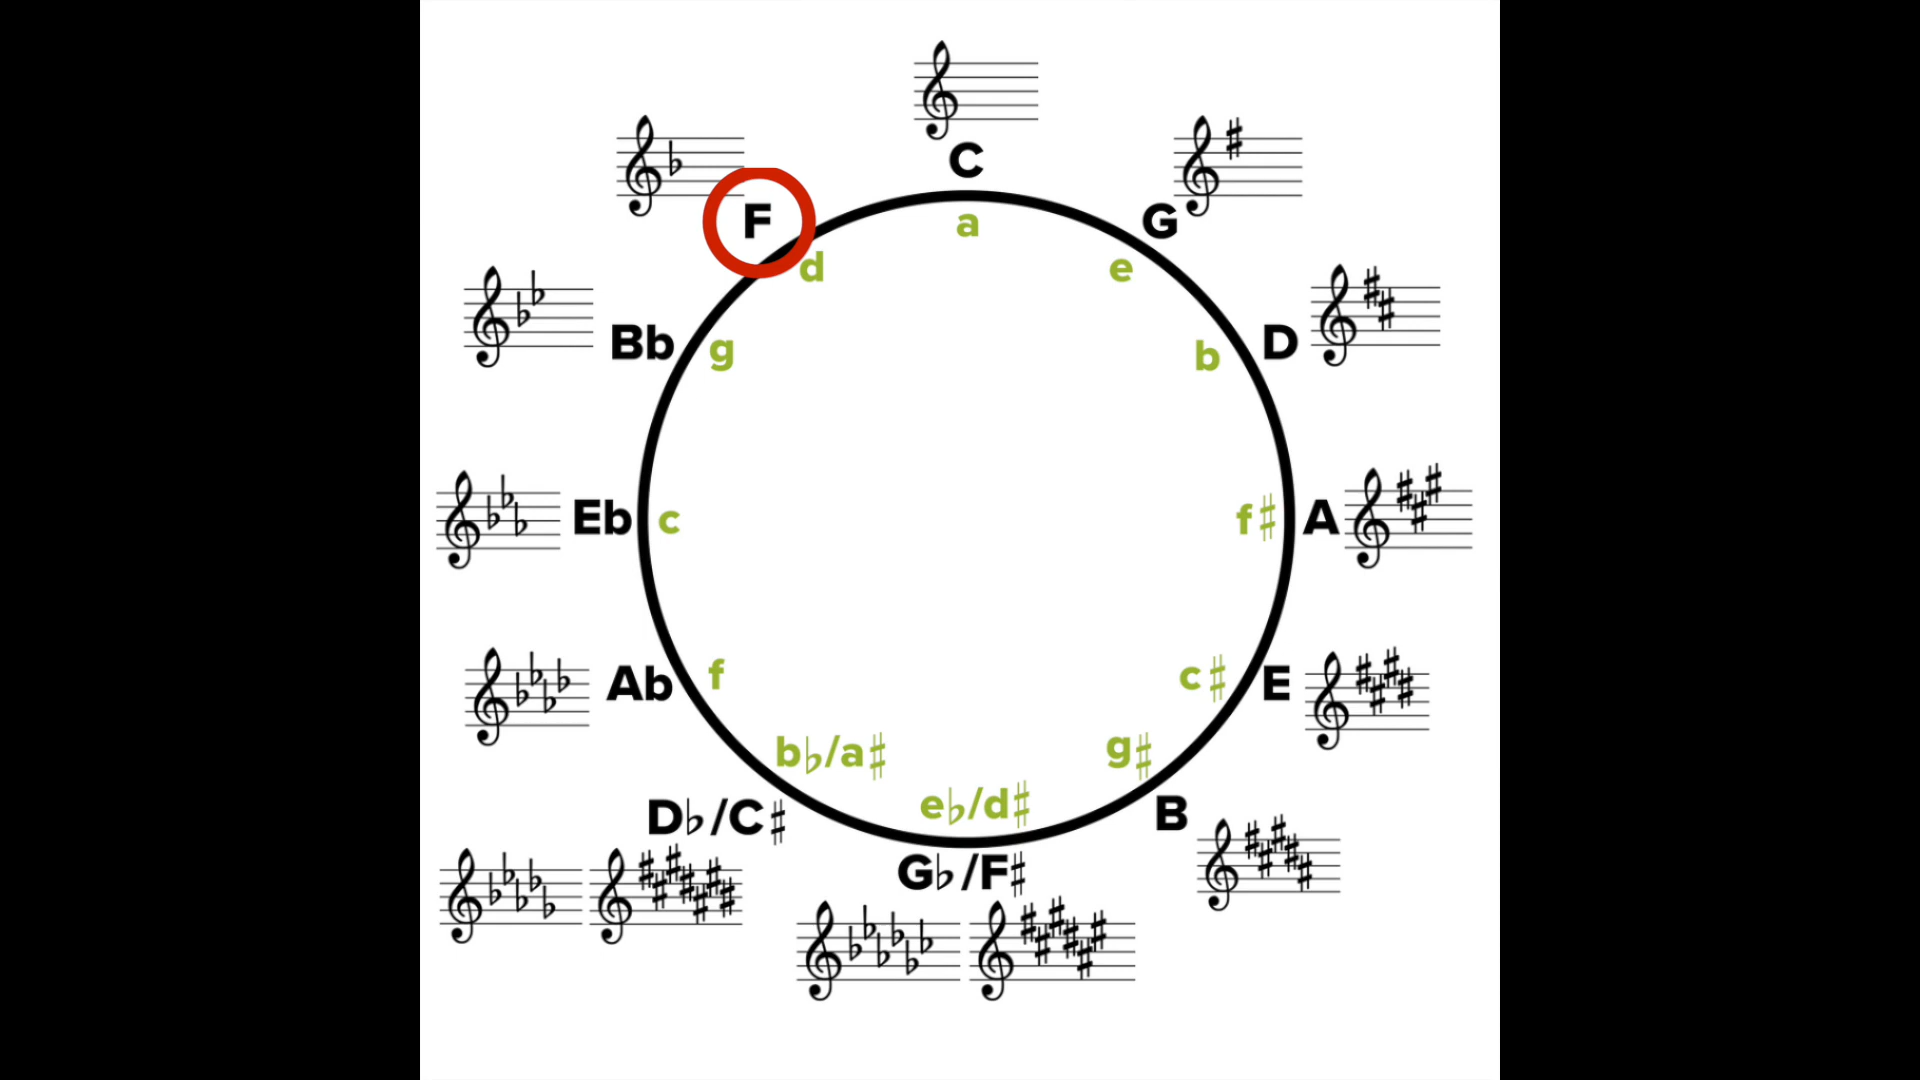 C
F
G
a
d
e
Bb
D
g
b
Eb
A
c
f♯
Ab
E
f
c♯
b♭/a♯
g♯
e♭/d♯
D♭/C♯
B
G♭/F♯